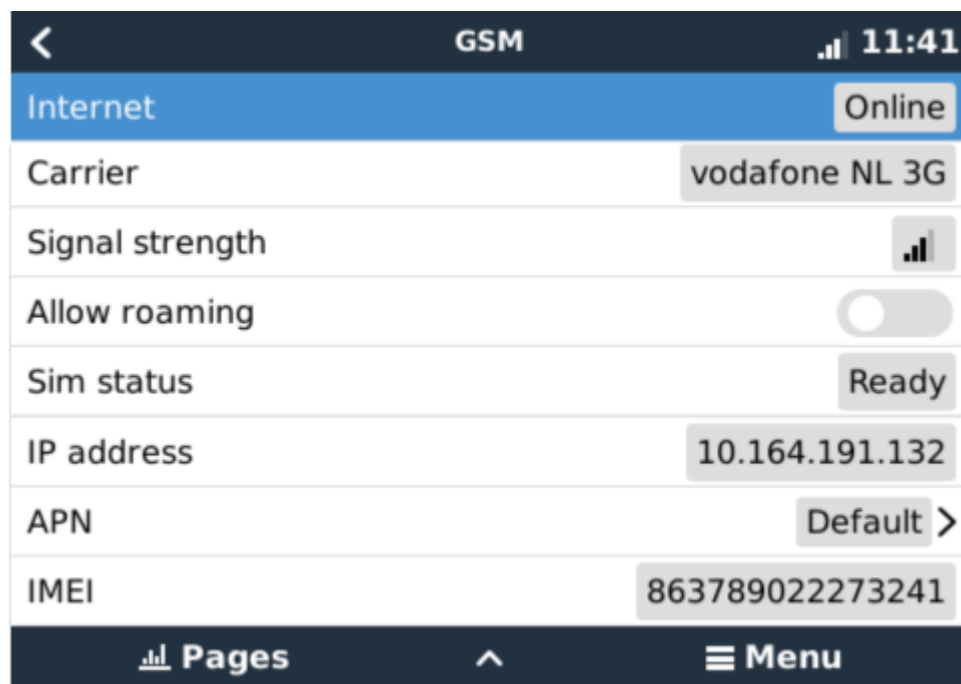 GSM 11:41
Internet Online
Carrier vodafone NL 3G
Signal strength
Allow roaming
Sim status Ready
IP address 10.164.191.132
APN Default
IMEI 863789022273241
Pages Menu